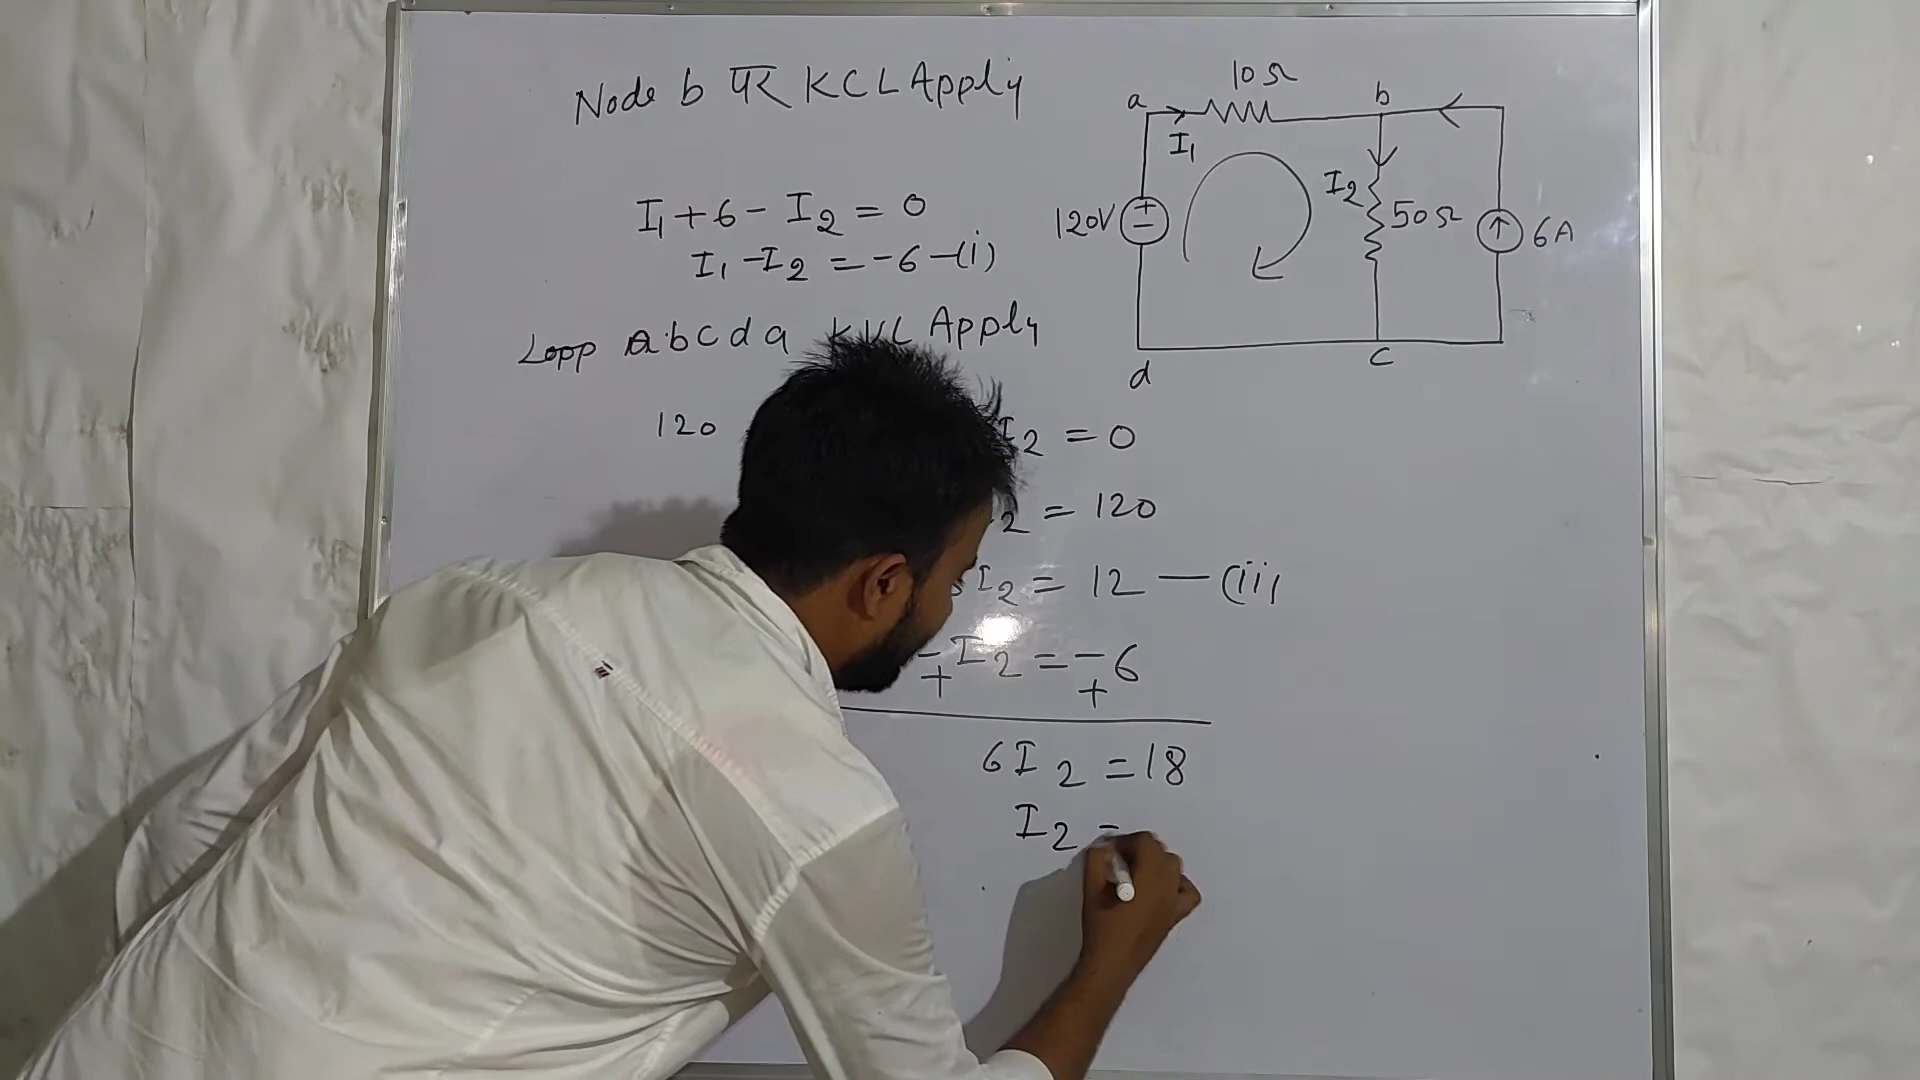 Node b पर KCL Apply
I₁ + 6 - I₂ = 0
I₁ - I₂ = -6 -(i)
Lopp abcda KVL Apply
120
I₂ = 0
2 = 120
I₂ = 12 — (ii)
- I₂ = - 6
+ +
6I₂ = 18
I₂ =
10Ω
a
b
I₁
I₂
120V
+
-
50Ω
6A
d
c